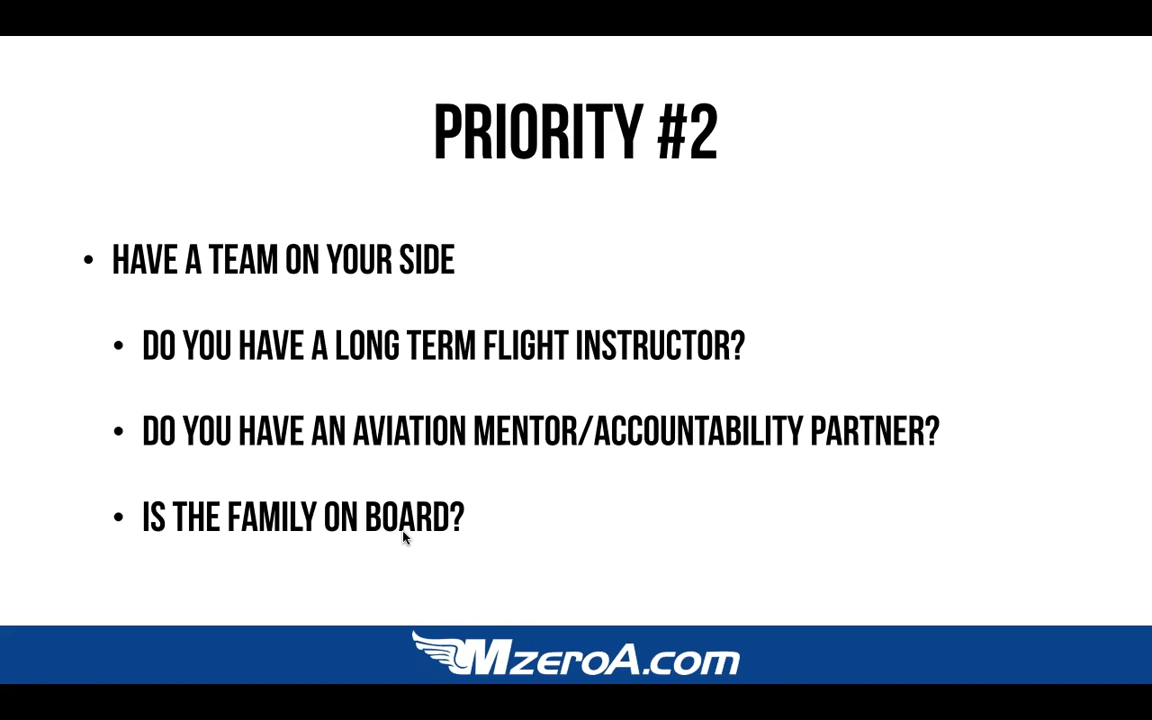 PRIORITY #2
• HAVE A TEAM ON YOUR SIDE
• DO YOU HAVE A LONG TERM FLIGHT INSTRUCTOR?
• DO YOU HAVE AN AVIATION MENTOR/ACCOUNTABILITY PARTNER?
• IS THE FAMILY ON BOARD?
MzeroA.com